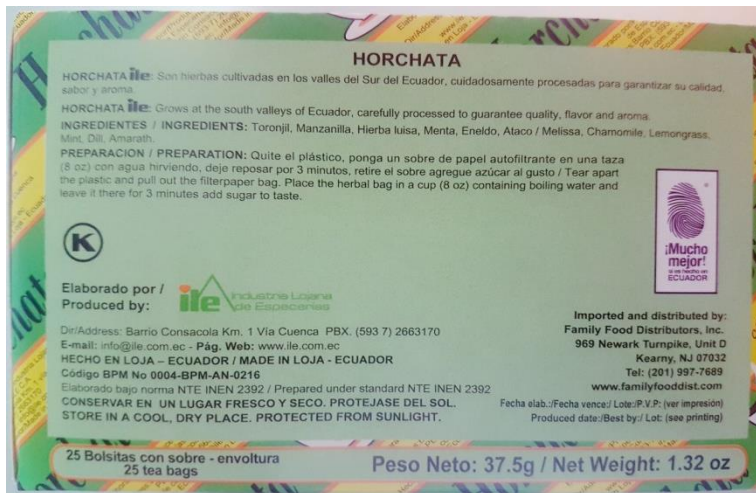 HORCHATA
HORCHATA ile: Son hierbas cultivadas en los valles del Sur del Ecuador, cuidadosamente procesadas para garantizar su calidad,
sabor y aroma.
HORCHATA ile: Grows at the south valleys of Ecuador, carefully processed to guarantee quality, flavor and aroma.
INGREDIENTES / INGREDIENTS: Toronjil, Manzanilla, Hierba luisa, Menta, Eneldo, Ataco / Melissa, Chamomile, Lemongrass,
Mint, Dill, Amarath.
PREPARACION / PREPARATION: Quite el plástico, ponga un sobre de papel autofiltrante en una taza
(8 oz) con agua hirviendo, deje reposar por 3 minutos, retire el sobre agregue azúcar al gusto / Tear apart
the plastic and pull out the filterpaper bag. Place the herbal bag in a cup (8 oz) containing boiling water and
leave it there for 3 minutes add sugar to taste.
K
¡Mucho
mejor!
si es hecho en
ECUADOR
Elaborado por /
Produced by:
ile Industria Lojana
de Especerías
Dir/Address: Barrio Consacola Km. 1 Vía Cuenca PBX. (593 7) 2663170
E-mail: info@ile.com.ec - Pág. Web: www.ile.com.ec
HECHO EN LOJA – ECUADOR / MADE IN LOJA - ECUADOR
Código BPM No 0004-BPM-AN-0216
Elaborado bajo norma NTE INEN 2392 / Prepared under standard NTE INEN 2392
CONSERVAR EN UN LUGAR FRESCO Y SECO. PROTEJASE DEL SOL.
STORE IN A COOL, DRY PLACE. PROTECTED FROM SUNLIGHT.
Imported and distributed by:
Family Food Distributors, Inc.
969 Newark Turnpike, Unit D
Kearny, NJ 07032
Tel: (201) 997-7689
www.familyfooddist.com
Fecha elab.:/Fecha vence:/ Lote:/P.V.P: (ver impresión)
Produced date:/Best by:/ Lot: (see printing)
25 Bolsitas con sobre - envoltura
25 tea bags
Peso Neto: 37.5g / Net Weight: 1.32 oz